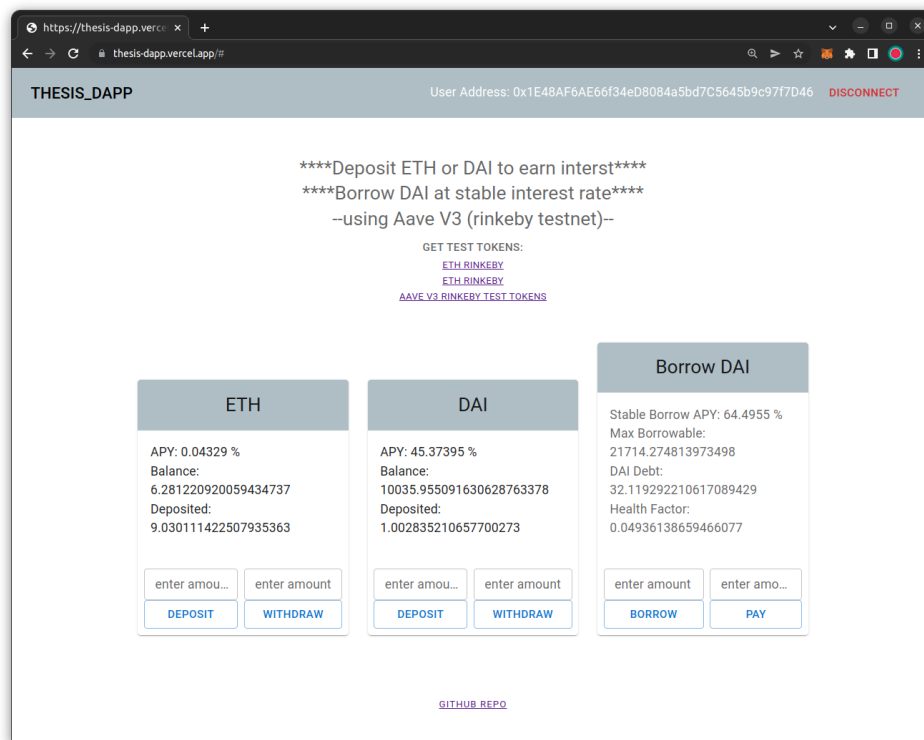 https://thesis-dapp.verce
thesis-dapp.vercel.app/#
THESIS_DAPP
User Address: 0x1E48AF6AE66f34eD8084a5bd7C5645b9c97f7D46
DISCONNECT
****Deposit ETH or DAI to earn interst****
****Borrow DAI at stable interest rate****
--using Aave V3 (rinkeby testnet)--
GET TEST TOKENS:
ETH RINKEBY
ETH RINKEBY
AAVE V3 RINKEBY TEST TOKENS
ETH
APY: 0.04329 %
Balance:
6.281220920059434737
Deposited:
9.030111422507935363
enter amou... enter amount
DEPOSIT WITHDRAW
DAI
APY: 45.37395 %
Balance:
10035.955091630628763378
Deposited:
1.002835210657700273
enter amou... enter amount
DEPOSIT WITHDRAW
Borrow DAI
Stable Borrow APY: 64.4955 %
Max Borrowable:
21714.274813973498
DAI Debt:
32.119292210617089429
Health Factor:
0.04936138659466077
enter amount enter amo...
BORROW PAY
GITHUB REPO